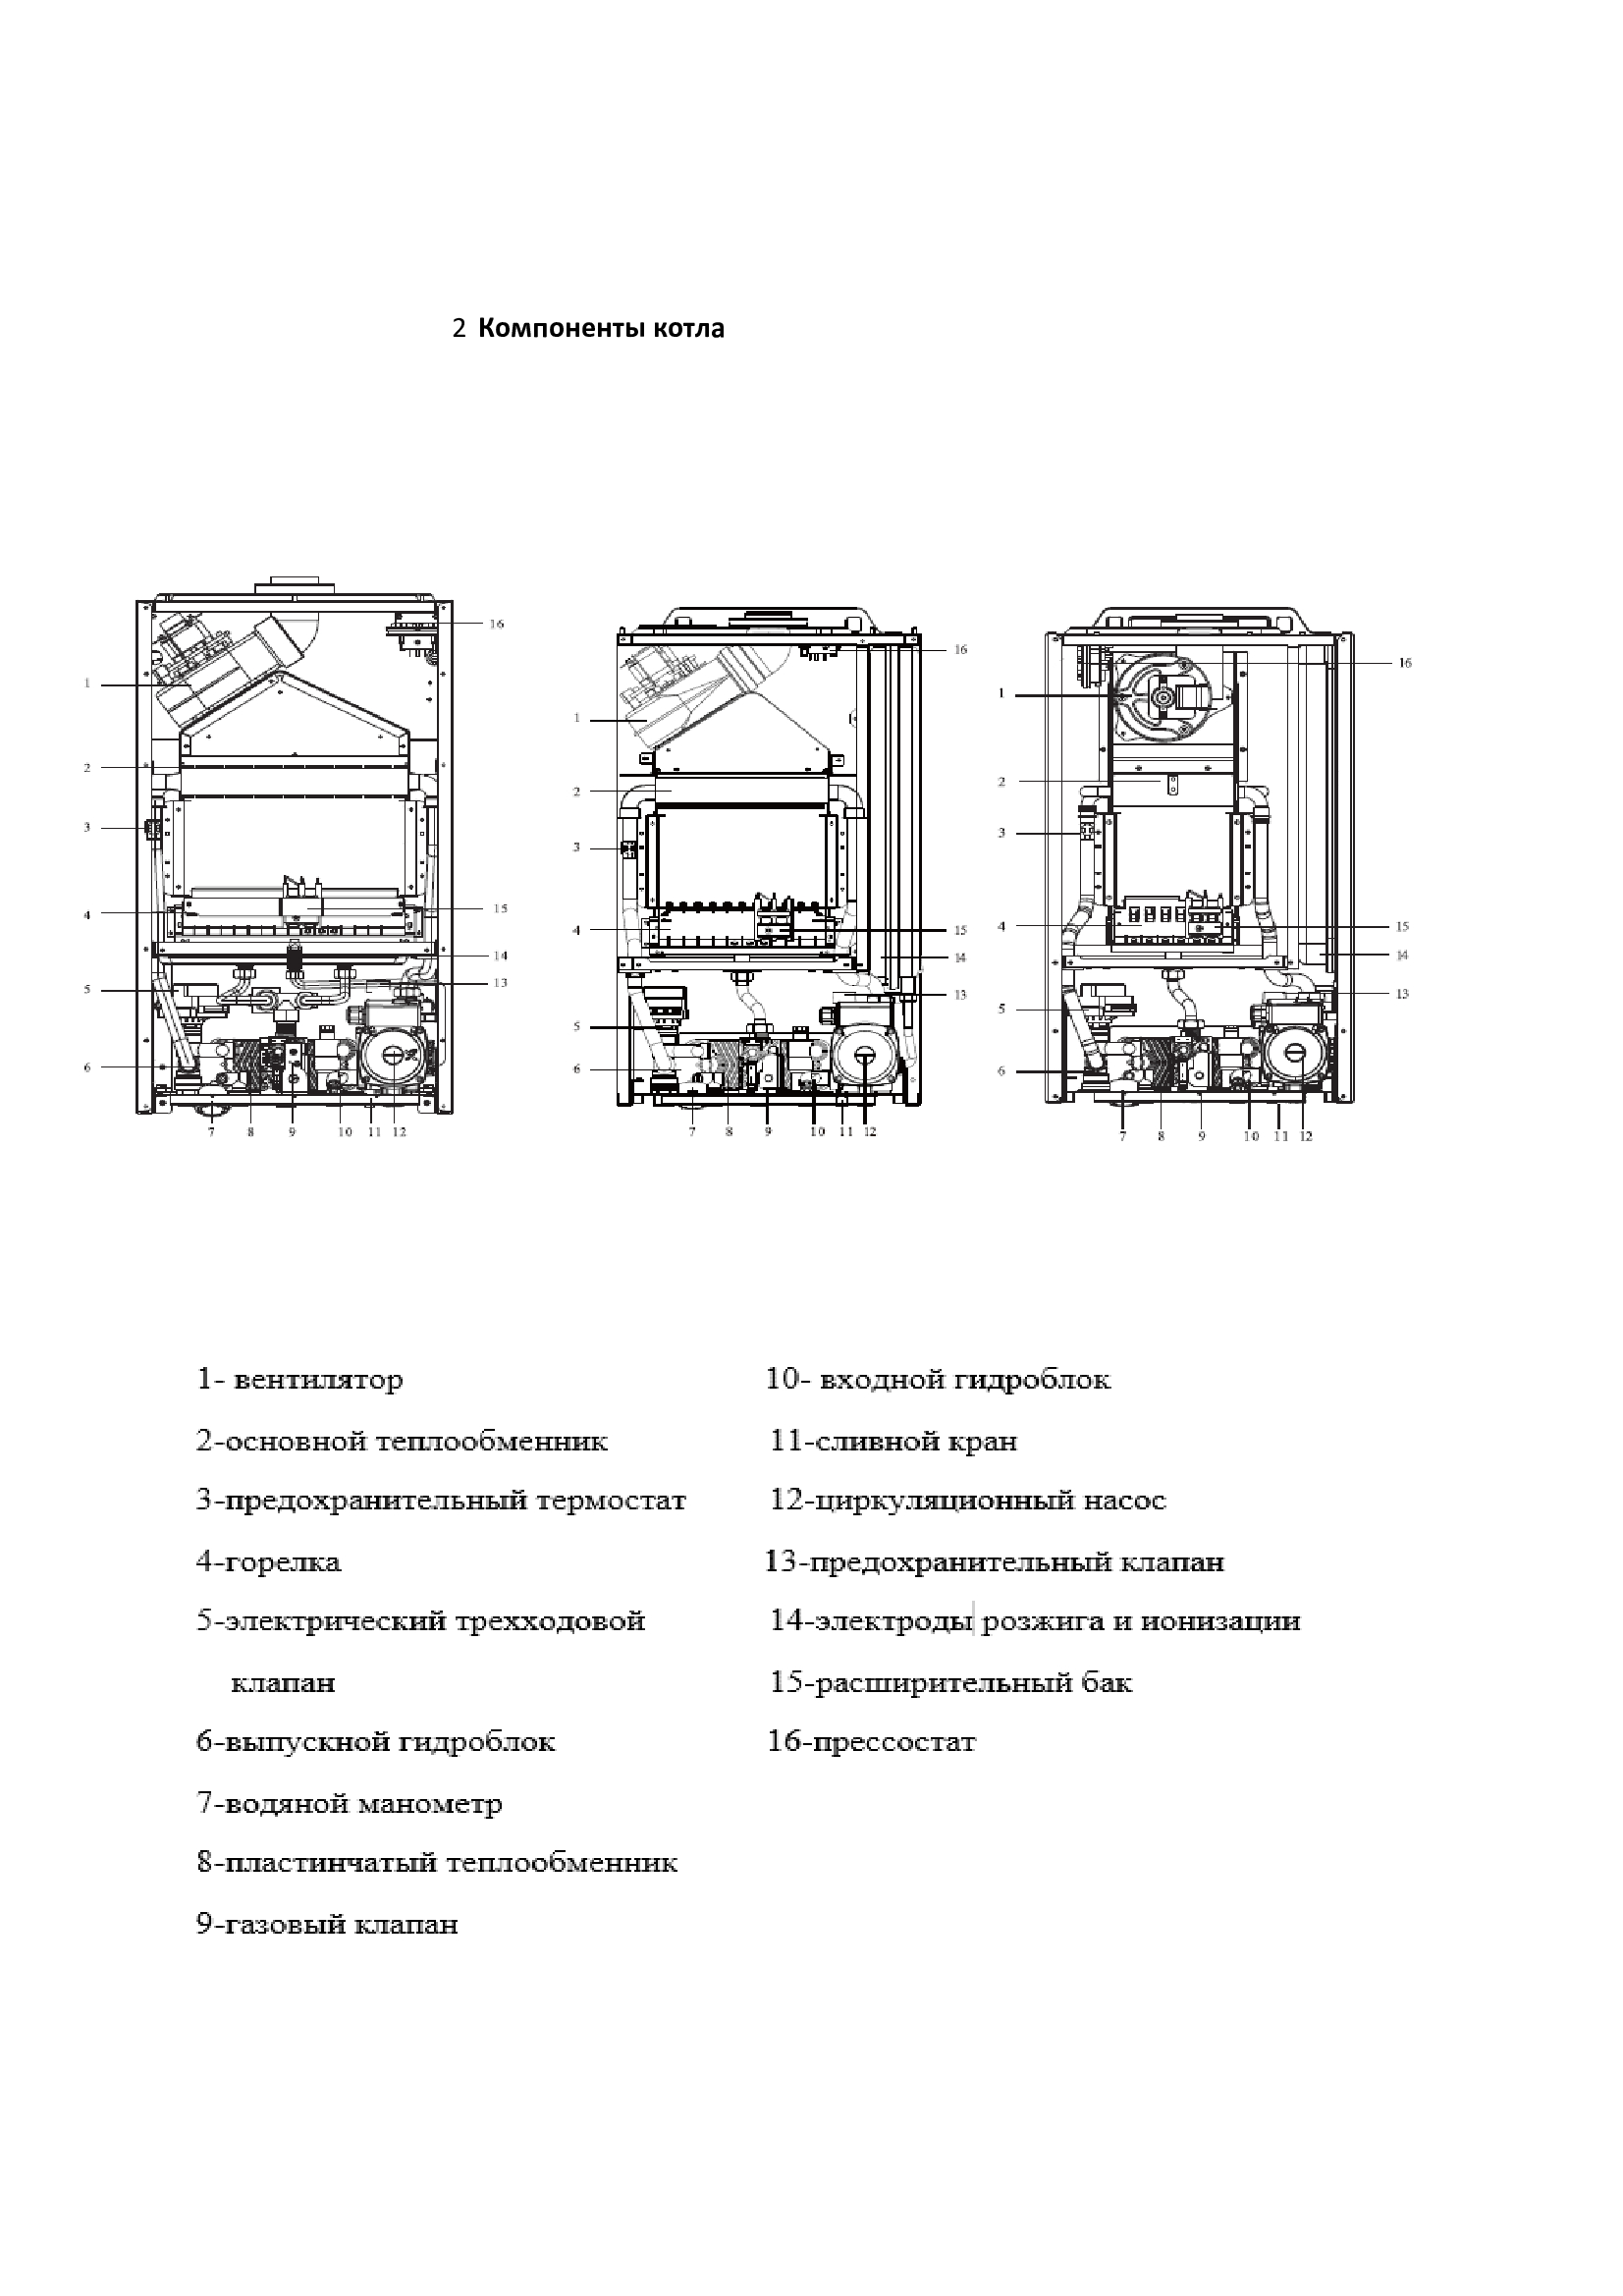 2 Компоненты котла
16
1
2
3
4
15
14
13
5
6
7 8 9 10 11 12
16
1
2
3
4
15
14
13
5
6
7 8 9 10 11 12
16
1
2
3
4
15
14
13
5
6
7 8 9 10 11 12
1- вентилятор
2-основной теплообменник
3-предохранительный термостат
4-горелка
5-электрический трехходовой
клапан
6-выпускной гидроблок
7-водяной манометр
8-пластинчатый теплообменник
9-газовый клапан
10- входной гидроблок
11-сливной кран
12-циркуляционный насос
13-предохранительный клапан
14-электроды розжига и ионизации
15-расширительный бак
16-прессостат